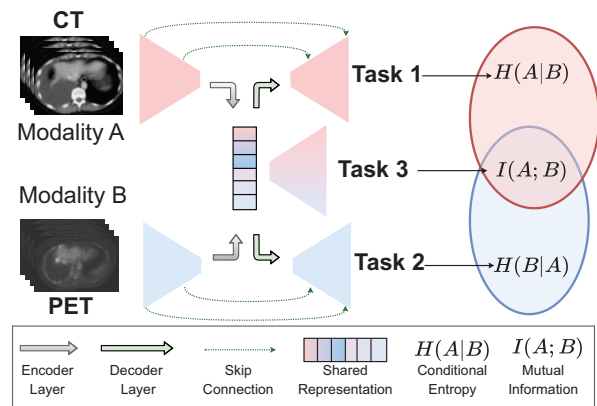 CT
Modality A
Modality B
PET
Task 1
Task 3
Task 2
H(A|B)
I(A; B)
H(B|A)
Encoder
Layer
Decoder
Layer
Skip
Connection
Shared
Representation
H(A|B)
Conditional
Entropy
I(A; B)
Mutual
Information